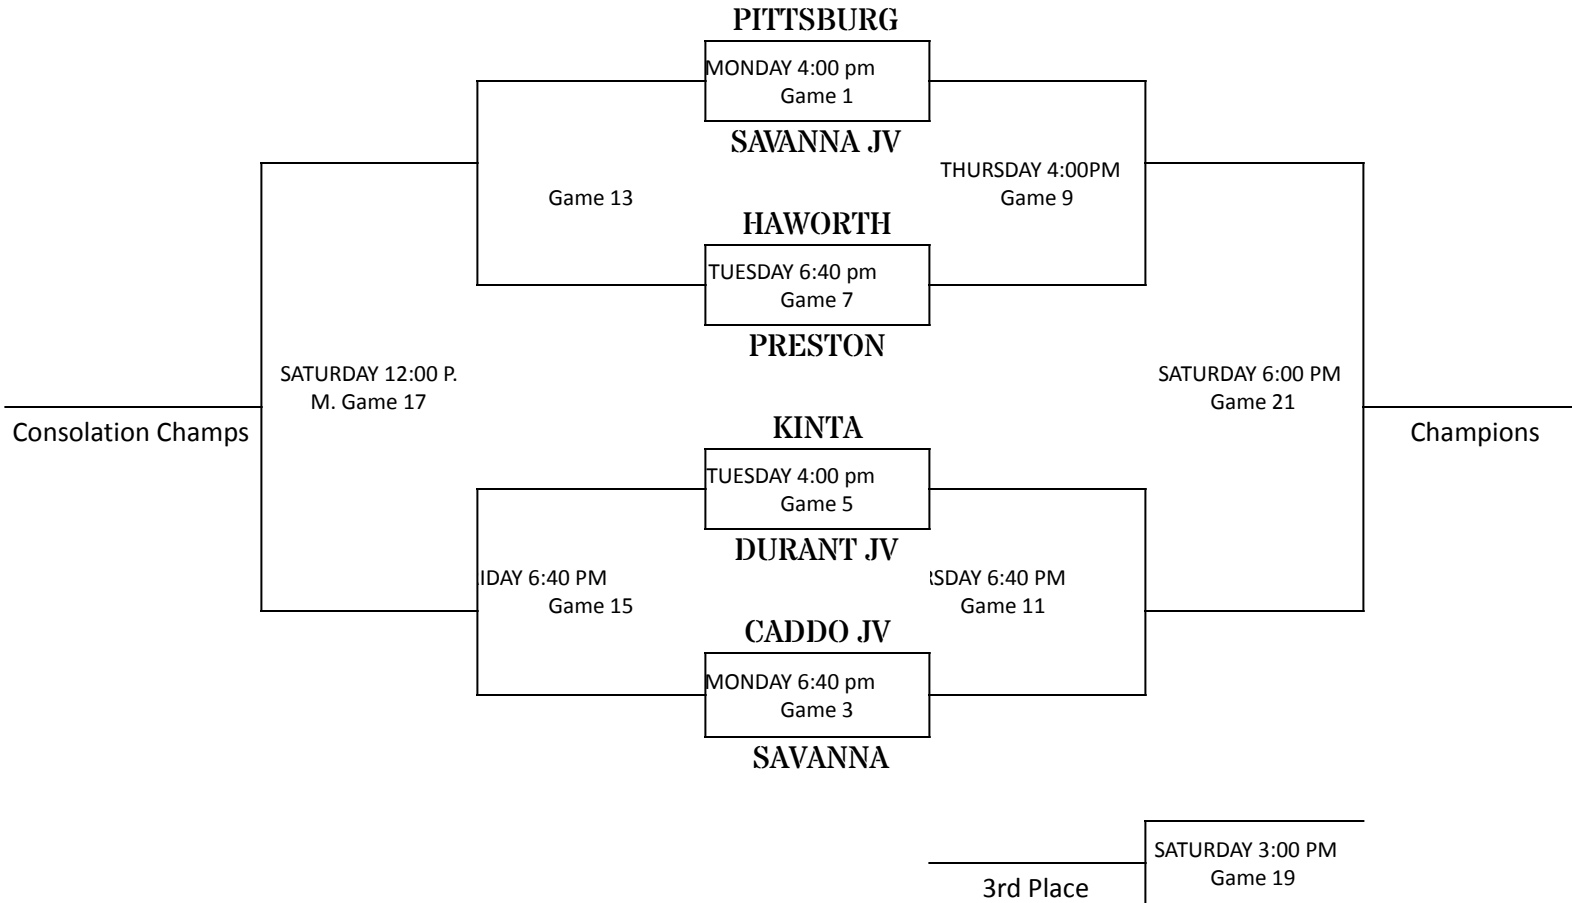 PITTSBURG
MONDAY 4:00 pm
Game 1
SAVANNA JV
THURSDAY 4:00PM
Game 9
Game 13
HAWORTH
TUESDAY 6:40 pm
Game 7
PRESTON
SATURDAY 12:00 P.
M. Game 17
SATURDAY 6:00 PM
Game 21
Consolation Champs
KINTA
Champions
TUESDAY 4:00 pm
Game 5
DURANT JV
IDAY 6:40 PM
Game 15
RSDAY 6:40 PM
Game 11
CADDO JV
MONDAY 6:40 pm
Game 3
SAVANNA
SATURDAY 3:00 PM
Game 19
3rd Place